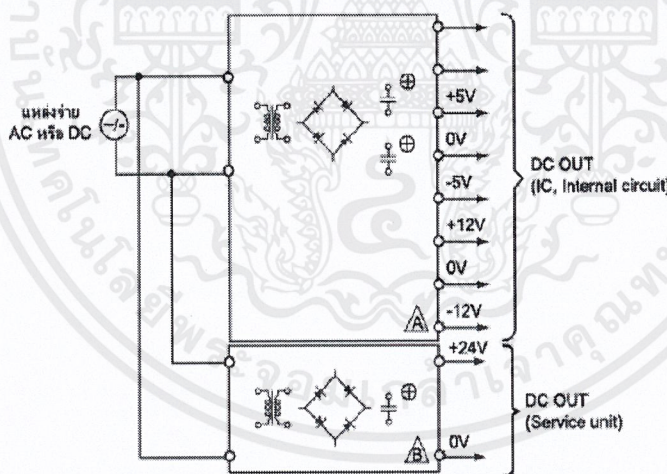 แหล่งจ่าย
AC หรือ DC
+5V
0V
-5V
+12V
0V
-12V
DC OUT
(IC, Internal circuit)
A
+24V
0V
B
DC OUT
(Service unit)